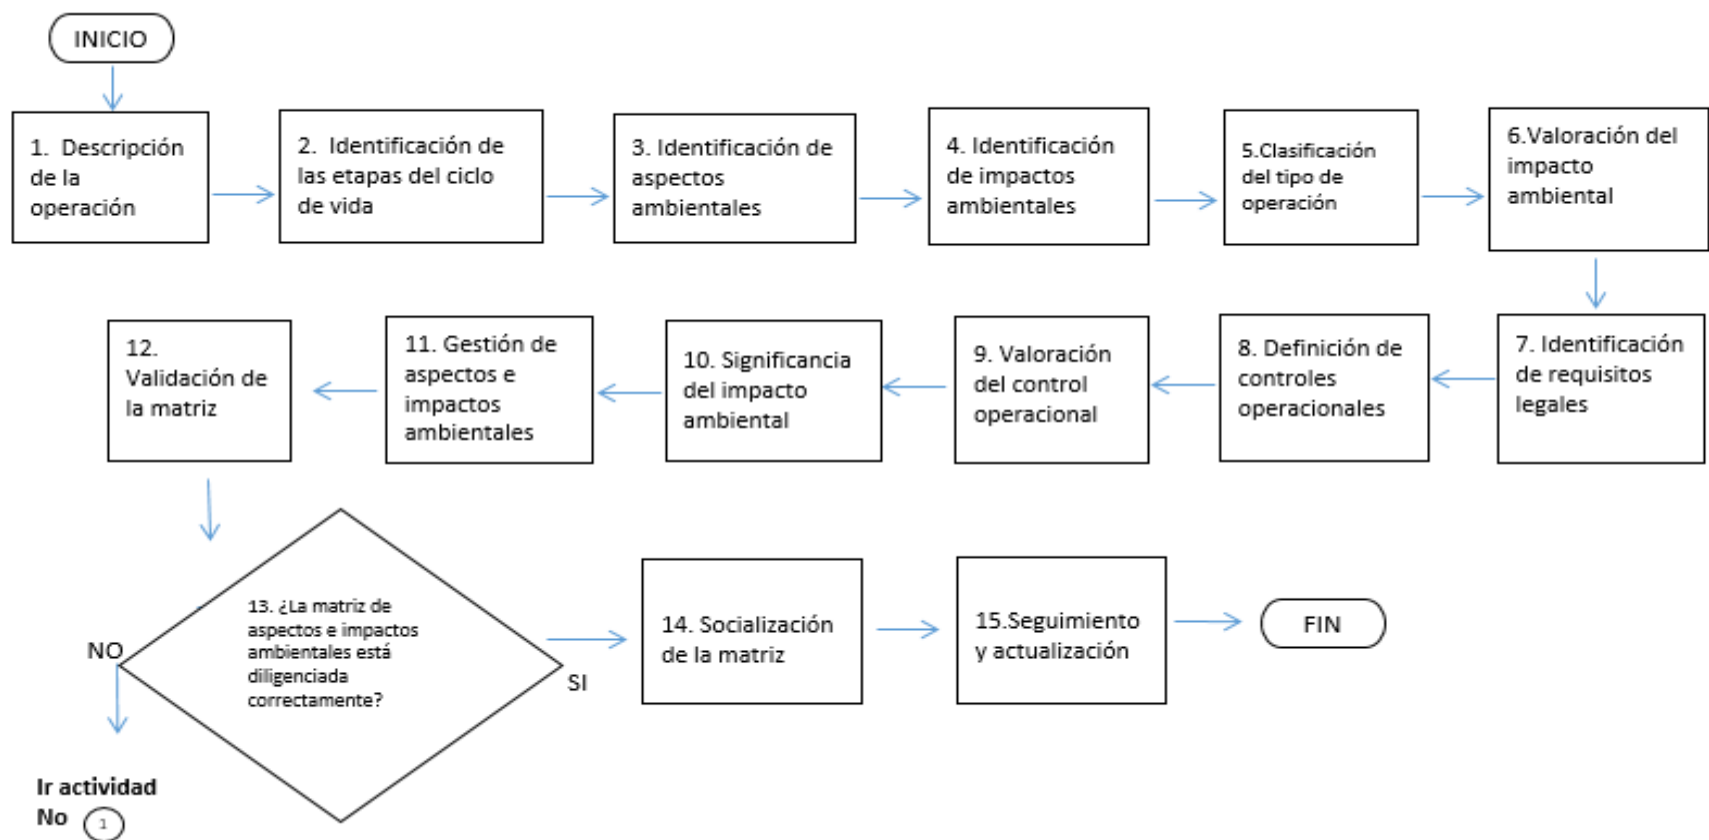 INICIO
1. Descripción
de la
operación
2. Identificación de
las etapas del ciclo
de vida
3. Identificación de
aspectos
ambientales
4. Identificación
de impactos
ambientales
5.Clasificación
del tipo de
operación
6.Valoración del
impacto
ambiental
7. Identificación
de requisitos
legales
8. Definición de
controles
operacionales
9. Valoración
del control
operacional
10. Significancia
del impacto
ambiental
11. Gestión de
aspectos e
impactos
ambientales
12.
Validación de
la matriz
13. ¿La matriz de
aspectos e impactos
ambientales está
diligenciada
correctamente?
NO
SI
Ir actividad
No 1
14. Socialización
de la matriz
15.Seguimiento
y actualización
FIN